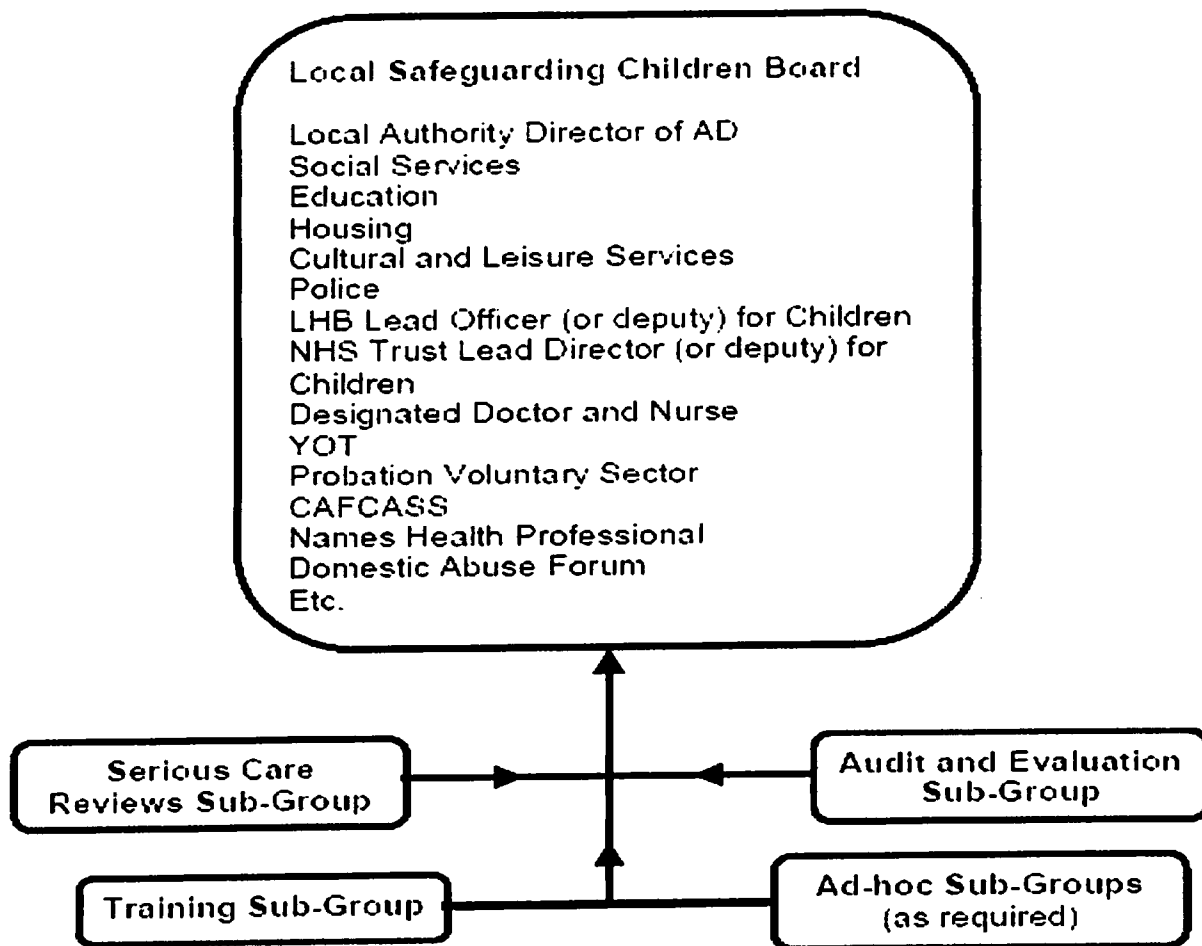 Local Safeguarding Children Board
Local Authority Director of AD
Social Services
Education
Housing
Cultural and Leisure Services
Police
LHB Lead Officer (or deputy) for Children
NHS Trust Lead Director (or deputy) for
Children
Designated Doctor and Nurse
YOT
Probation Voluntary Sector
CAFCASS
Names Health Professional
Domestic Abuse Forum
Etc.
Serious Care
Reviews Sub-Group
Audit and Evaluation
Sub-Group
Training Sub-Group
Ad-hoc Sub-Groups
(as required)